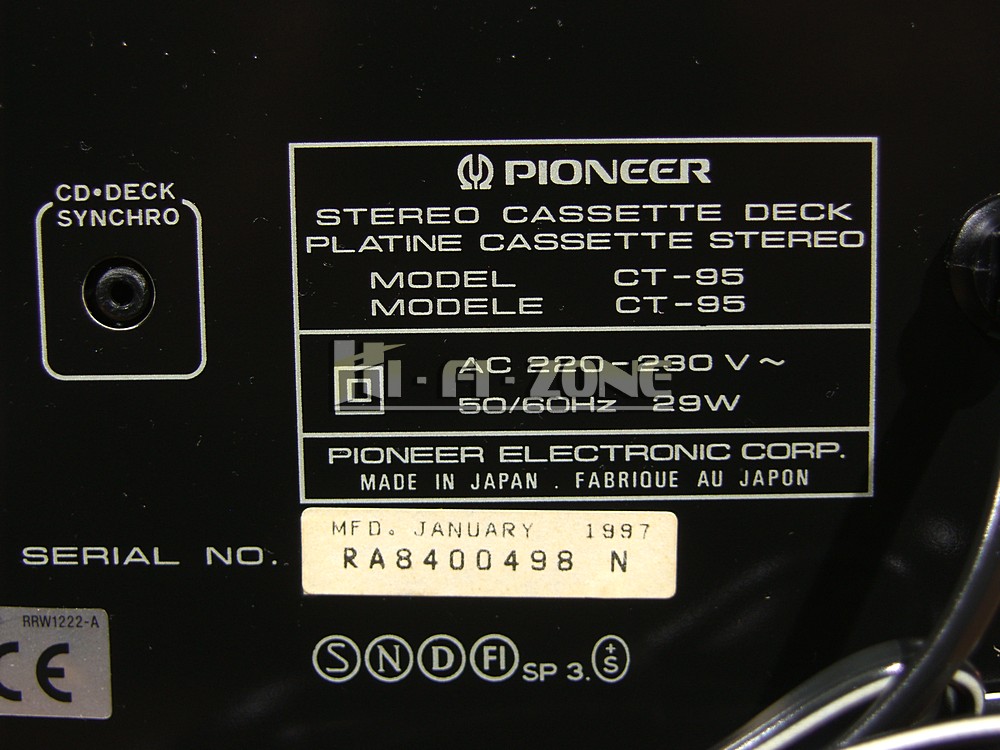 CD•DECK
SYNCHRO
PIONEER
STEREO CASSETTE DECK
PLATINE CASSETTE STEREO
MODEL CT-95
MODELE CT-95
HI-FI-ZONE
AC 220-230 V~
50/60Hz 29W
PIONEER ELECTRONIC CORP.
MADE IN JAPAN . FABRIQUE AU JAPON
MFD. JANUARY 1997
SERIAL NO. RA8400498 N
RRW1222-A
CE
S N D FI SP 3. +S